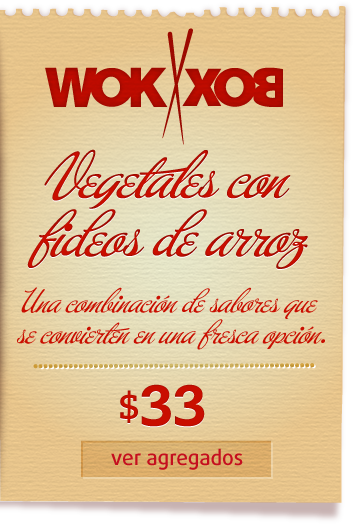 WOK BOX
Vegetales con
fideos de arroz
Una combinación de sabores que
se convierten en una fresca opción.
$33
ver agregados